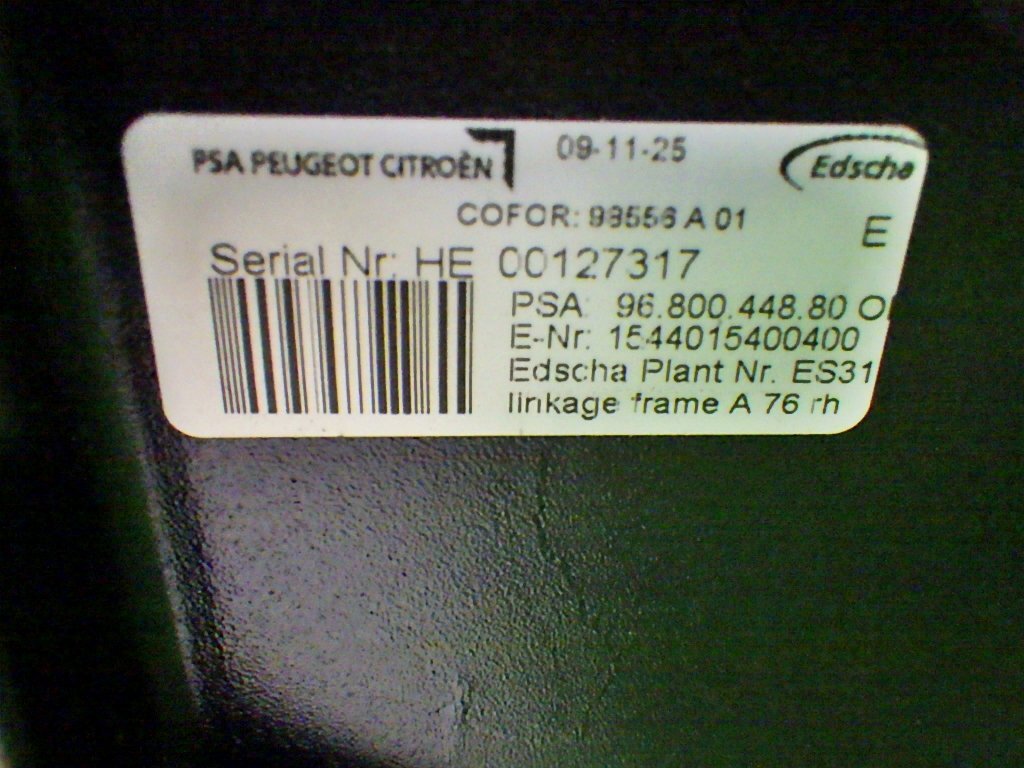 PSA PEUGEOT CITROËN 09-11-25 Edscha
COFOR: 98556 A 01 E
Serial Nr: HE 00127317
PSA: 96.800.448.80
E-Nr: 1544015400400
Edscha Plant Nr. ES31
linkage frame A 76 rh